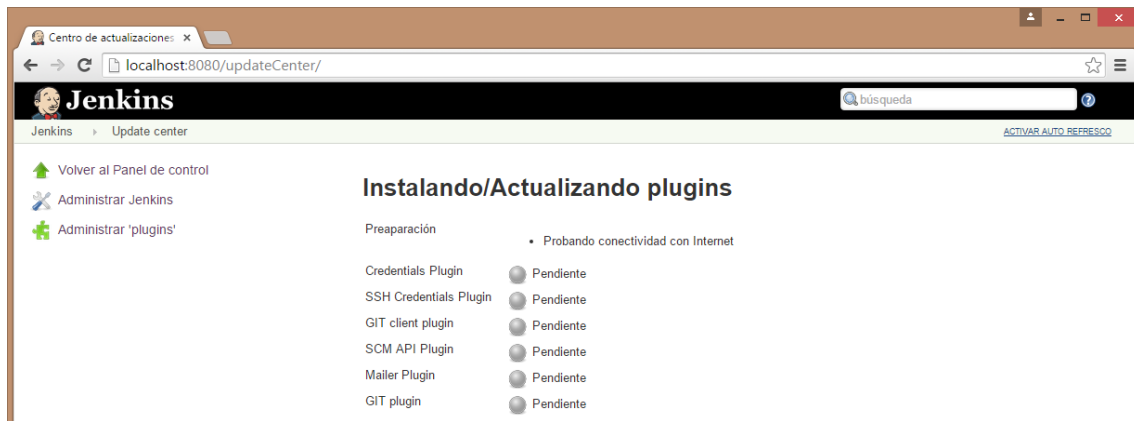 Centro de actualizaciones
localhost:8080/updateCenter/
Jenkins
búsqueda
Jenkins Update center
ACTIVAR AUTO REFRESCO
Volver al Panel de control
Administrar Jenkins
Administrar 'plugins'
Instalando/Actualizando plugins
Preaparación
• Probando conectividad con Internet
Credentials Plugin Pendiente
SSH Credentials Plugin Pendiente
GIT client plugin Pendiente
SCM API Plugin Pendiente
Mailer Plugin Pendiente
GIT plugin Pendiente